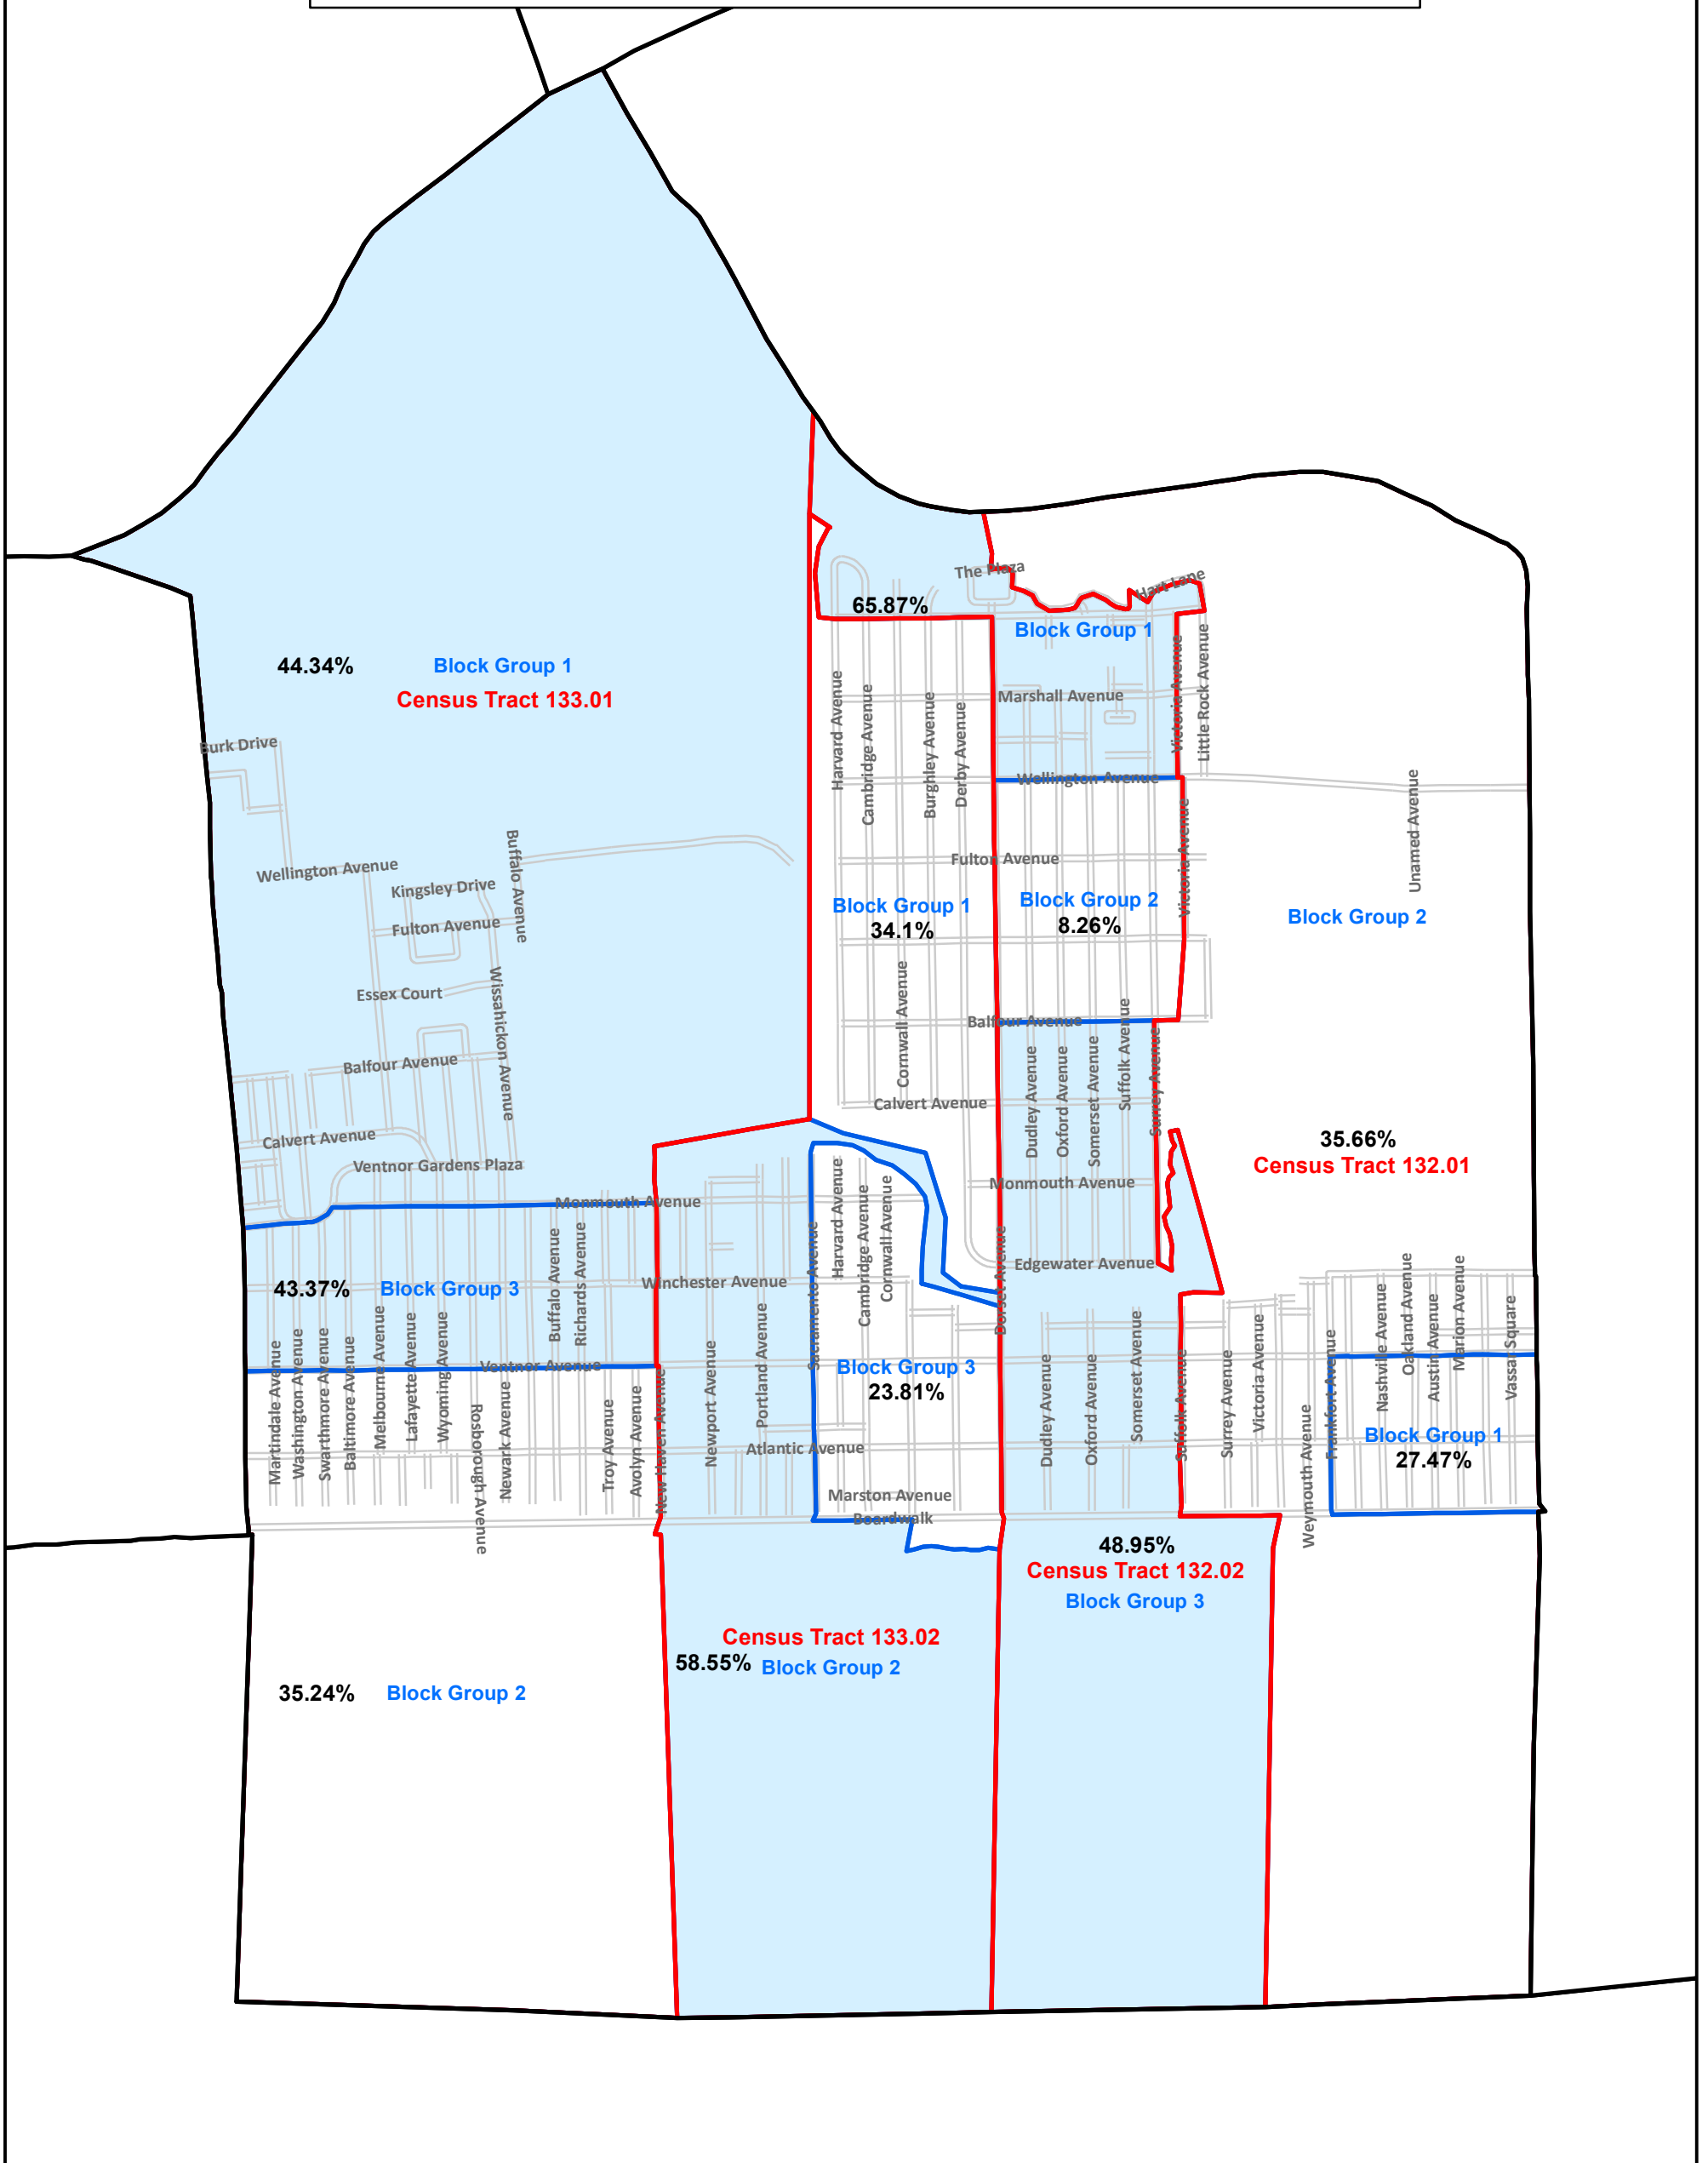 The Plaza
Hart Lane
65.87%
Block Group 1
44.34%
Block Group 1
Census Tract 133.01
Marshall Avenue
Harvard Avenue
Cambridge Avenue
Burghley Avenue
Derby Avenue
Victoria Avenue
Little Rock Avenue
Burk Drive
Wellington Avenue
Unamed Avenue
Victoria Avenue
Fulton Avenue
Wellington Avenue
Kingsley Drive
Buffalo Avenue
Fulton Avenue
Block Group 1
34.1%
Block Group 2
8.26%
Block Group 2
Essex Court
Wissahickon Avenue
Cornwall Avenue
Balfour Avenue
Balfour Avenue
Dudley Avenue
Oxford Avenue
Somerset Avenue
Suffolk Avenue
Surrey Avenue
Calvert Avenue
Calvert Avenue
35.66%
Census Tract 132.01
Ventnor Gardens Plaza
Monmouth Avenue
Monmouth Avenue
Harvard Avenue
Cambridge Avenue
Cornwall Avenue
Sacramento Avenue
Dorset Avenue
Edgewater Avenue
43.37%
Block Group 3
Buffalo Avenue
Richards Avenue
Winchester Avenue
Ventnor Avenue
Martindale Avenue
Washington Avenue
Swarthmore Avenue
Baltimore Avenue
Melbourne Avenue
Lafayette Avenue
Wyoming Avenue
Rosborough Avenue
Newark Avenue
Troy Avenue
Avolyn Avenue
New Haven Avenue
Newport Avenue
Portland Avenue
Block Group 3
23.81%
Atlantic Avenue
Marston Avenue
Boardwalk
Dudley Avenue
Oxford Avenue
Somerset Avenue
Suffolk Avenue
Surrey Avenue
Victoria Avenue
Weymouth Avenue
Frankfort Avenue
Nashville Avenue
Oakland Avenue
Austin Avenue
Marion Avenue
Vassar Square
Block Group 1
27.47%
48.95%
Census Tract 132.02
Block Group 3
Census Tract 133.02
58.55%
Block Group 2
35.24%
Block Group 2